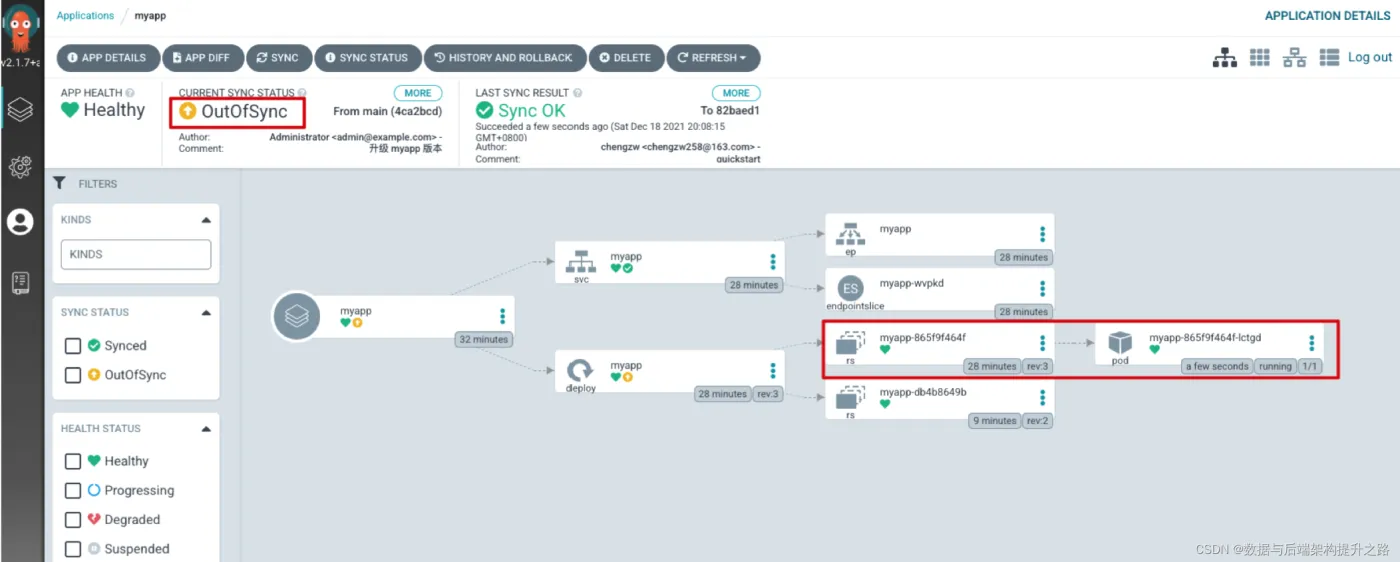 Applications / myapp
APPLICATION DETAILS
v2.1.7+a
APP DETAILS
APP DIFF
SYNC
SYNC STATUS
HISTORY AND ROLLBACK
DELETE
REFRESH
Log out
APP HEALTH
Healthy
CURRENT SYNC STATUS
MORE
OutOfSync
From main (4ca2bcd)
Author: Administrator <admin@example.com> -
Comment: 升级 myapp 版本
LAST SYNC RESULT
MORE
Sync OK
To 82baed1
Succeeded a few seconds ago (Sat Dec 18 2021 20:08:15
GMT+0800)
Author: chengzw <chengzw258@163.com> -
Comment: quickstart
FILTERS
KINDS
KINDS
SYNC STATUS
Synced
OutOfSync
HEALTH STATUS
Healthy
Progressing
Degraded
Suspended
myapp
32 minutes
myapp
svc
28 minutes
myapp
deploy
28 minutes
rev:3
myapp
ep
28 minutes
ES
myapp-wvpkd
endpointslice
28 minutes
myapp-865f9f464f
rs
28 minutes
rev:3
myapp-865f9f464f-lctgd
pod
a few seconds
running
1/1
myapp-db4b8649b
rs
9 minutes
rev:2
CSDN @数据与后端架构提升之路